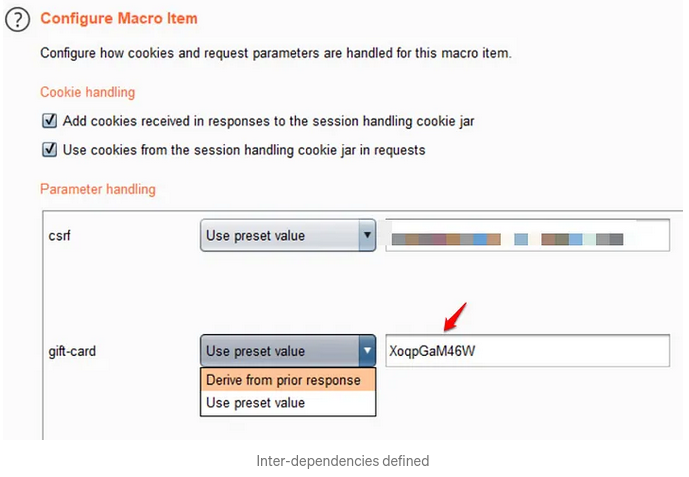 ?
Configure Macro Item
Configure how cookies and request parameters are handled for this macro item.
Cookie handling
Add cookies received in responses to the session handling cookie jar
Use cookies from the session handling cookie jar in requests
Parameter handling
csrf Use preset value
gift-card Use preset value XoqpGaM46W
Derive from prior response
Use preset value
Inter-dependencies defined